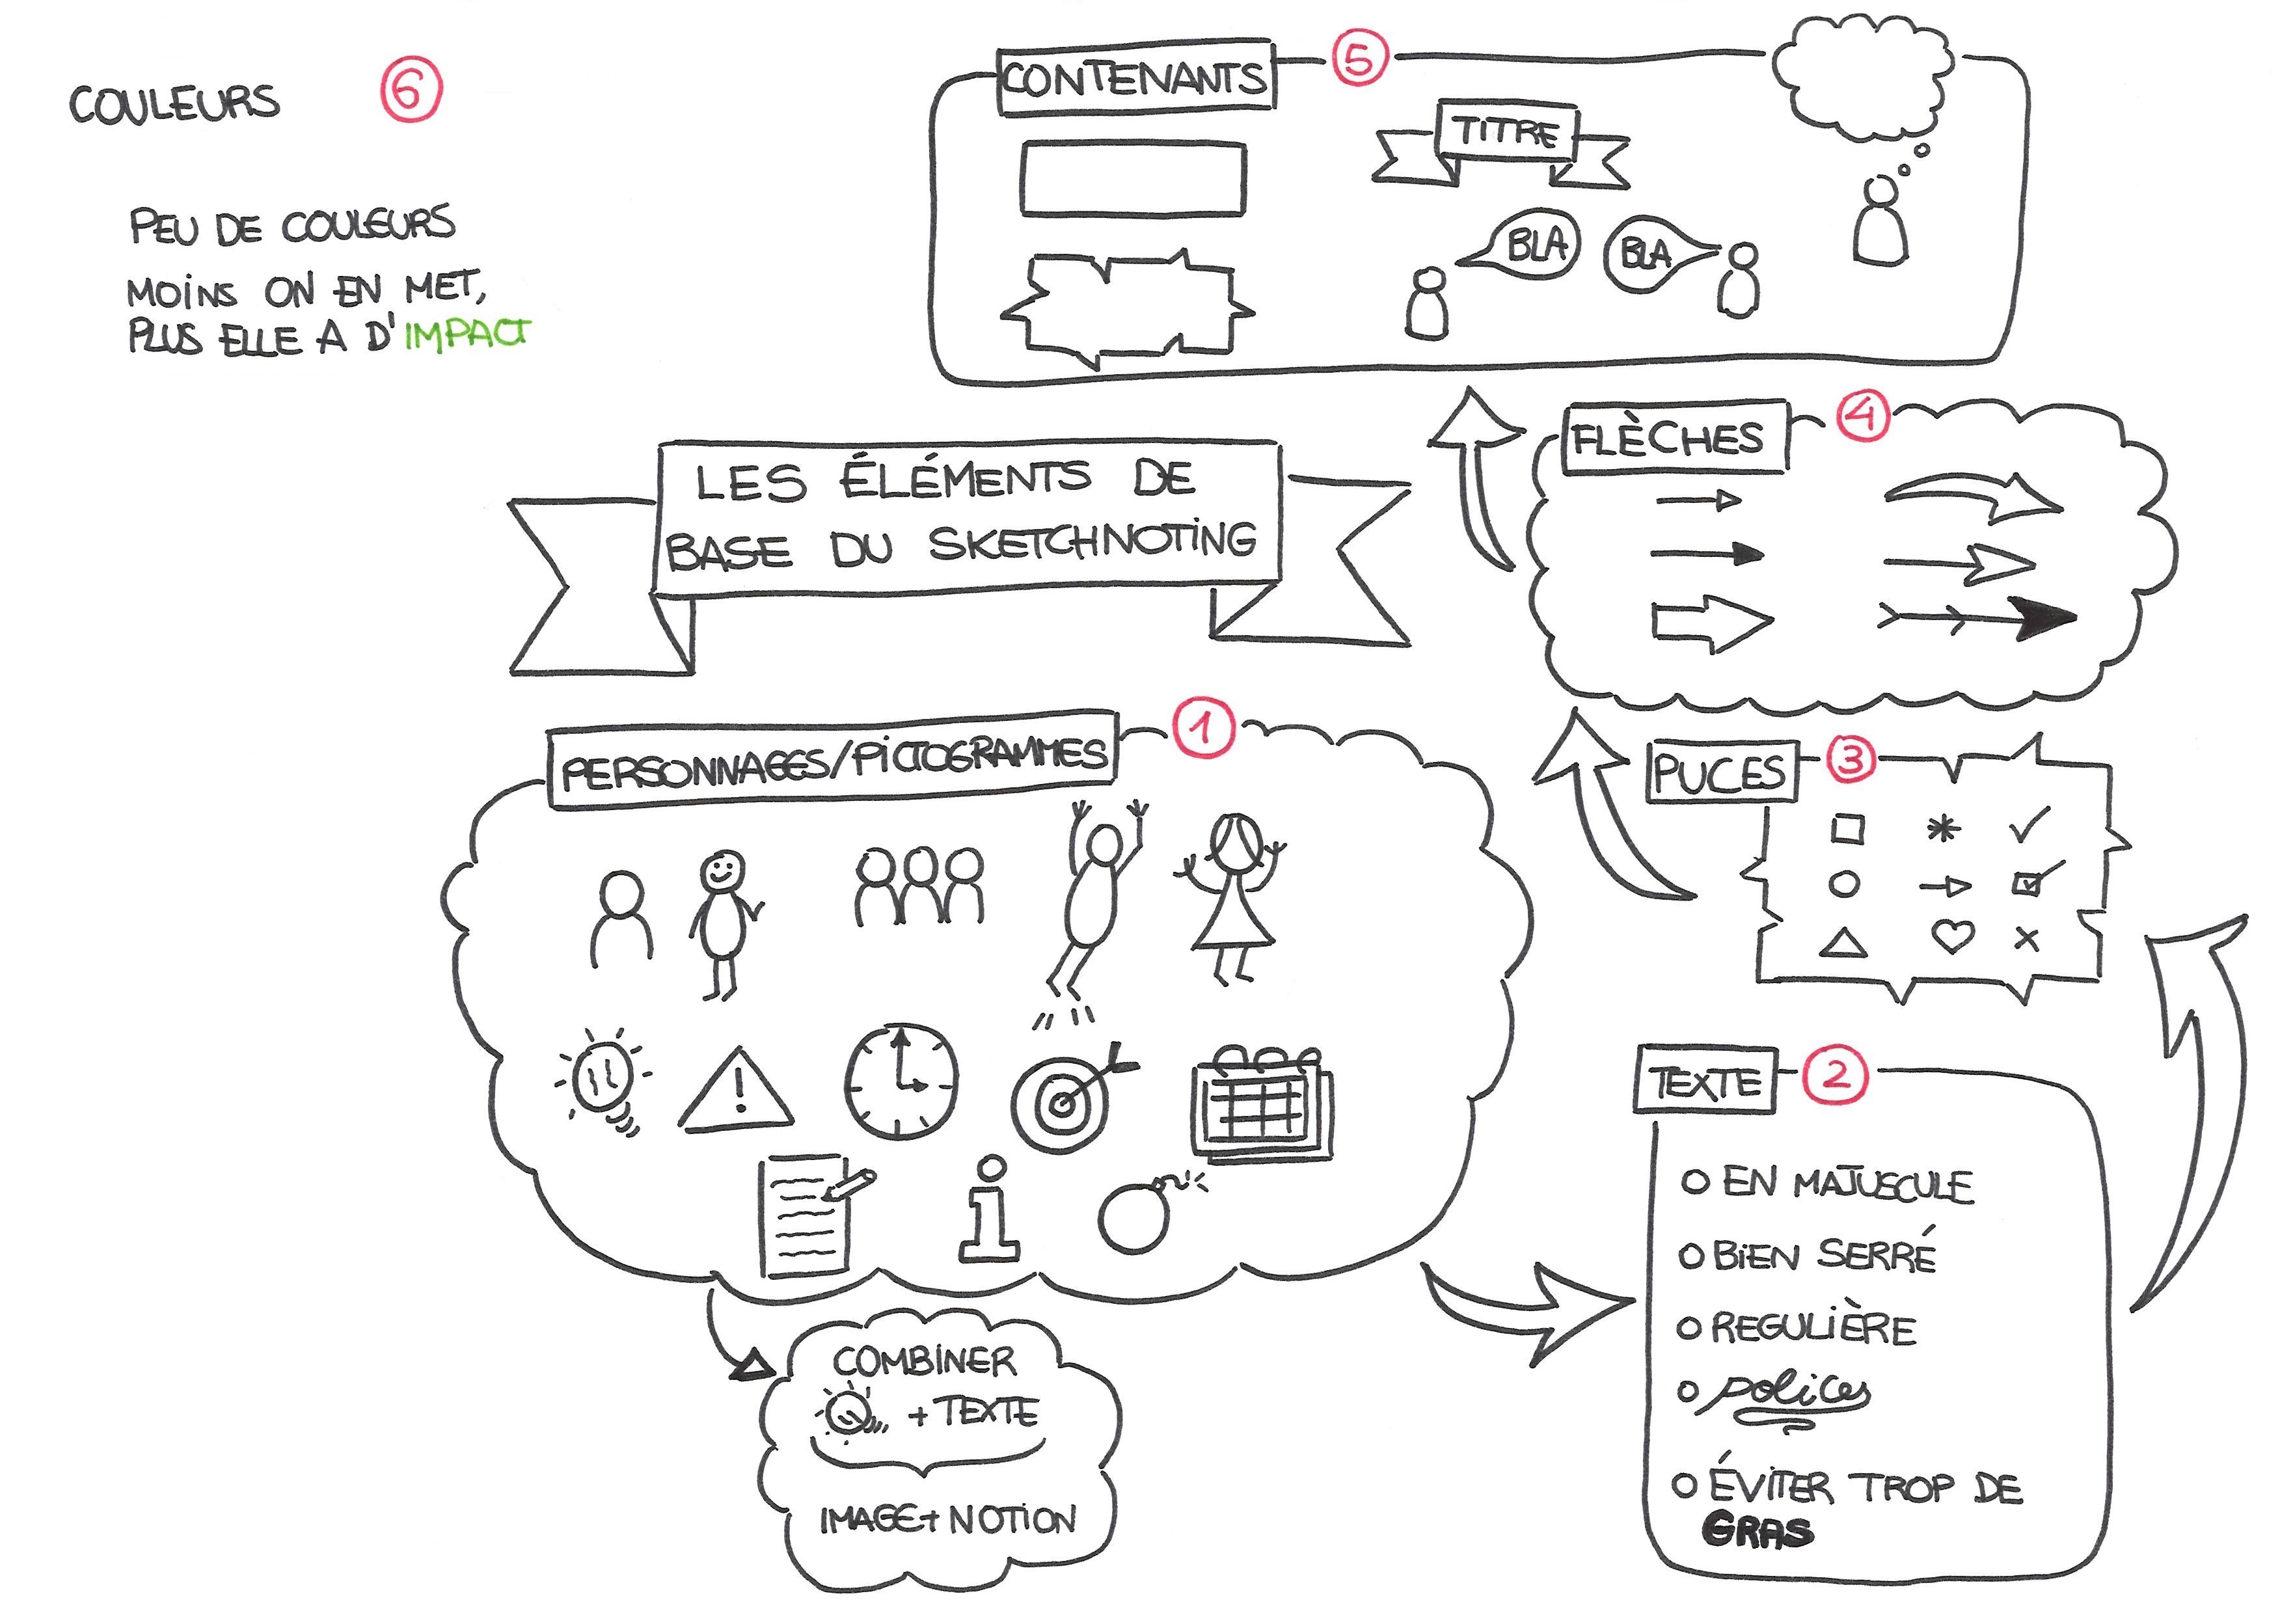 LES ÉLÉMENTS DE
BASE DU SKETCHNOTING
PERSONNAGES/PICTOGRAMMES
1
COMBINER
+ TEXTE
IMAGE + NOTION
TEXTE
2
O EN MAJUSCULE
O BIEN SERRÉ
O REGULIÈRE
O polices
O ÉVITER TROP DE
GRAS
PUCES
3
FLÈCHES
4
CONTENANTS
5
TITRE
BLA
BLA
COULEURS
6
PEU DE COULEURS
MOINS ON EN MET,
PLUS ELLE A D'IMPACT